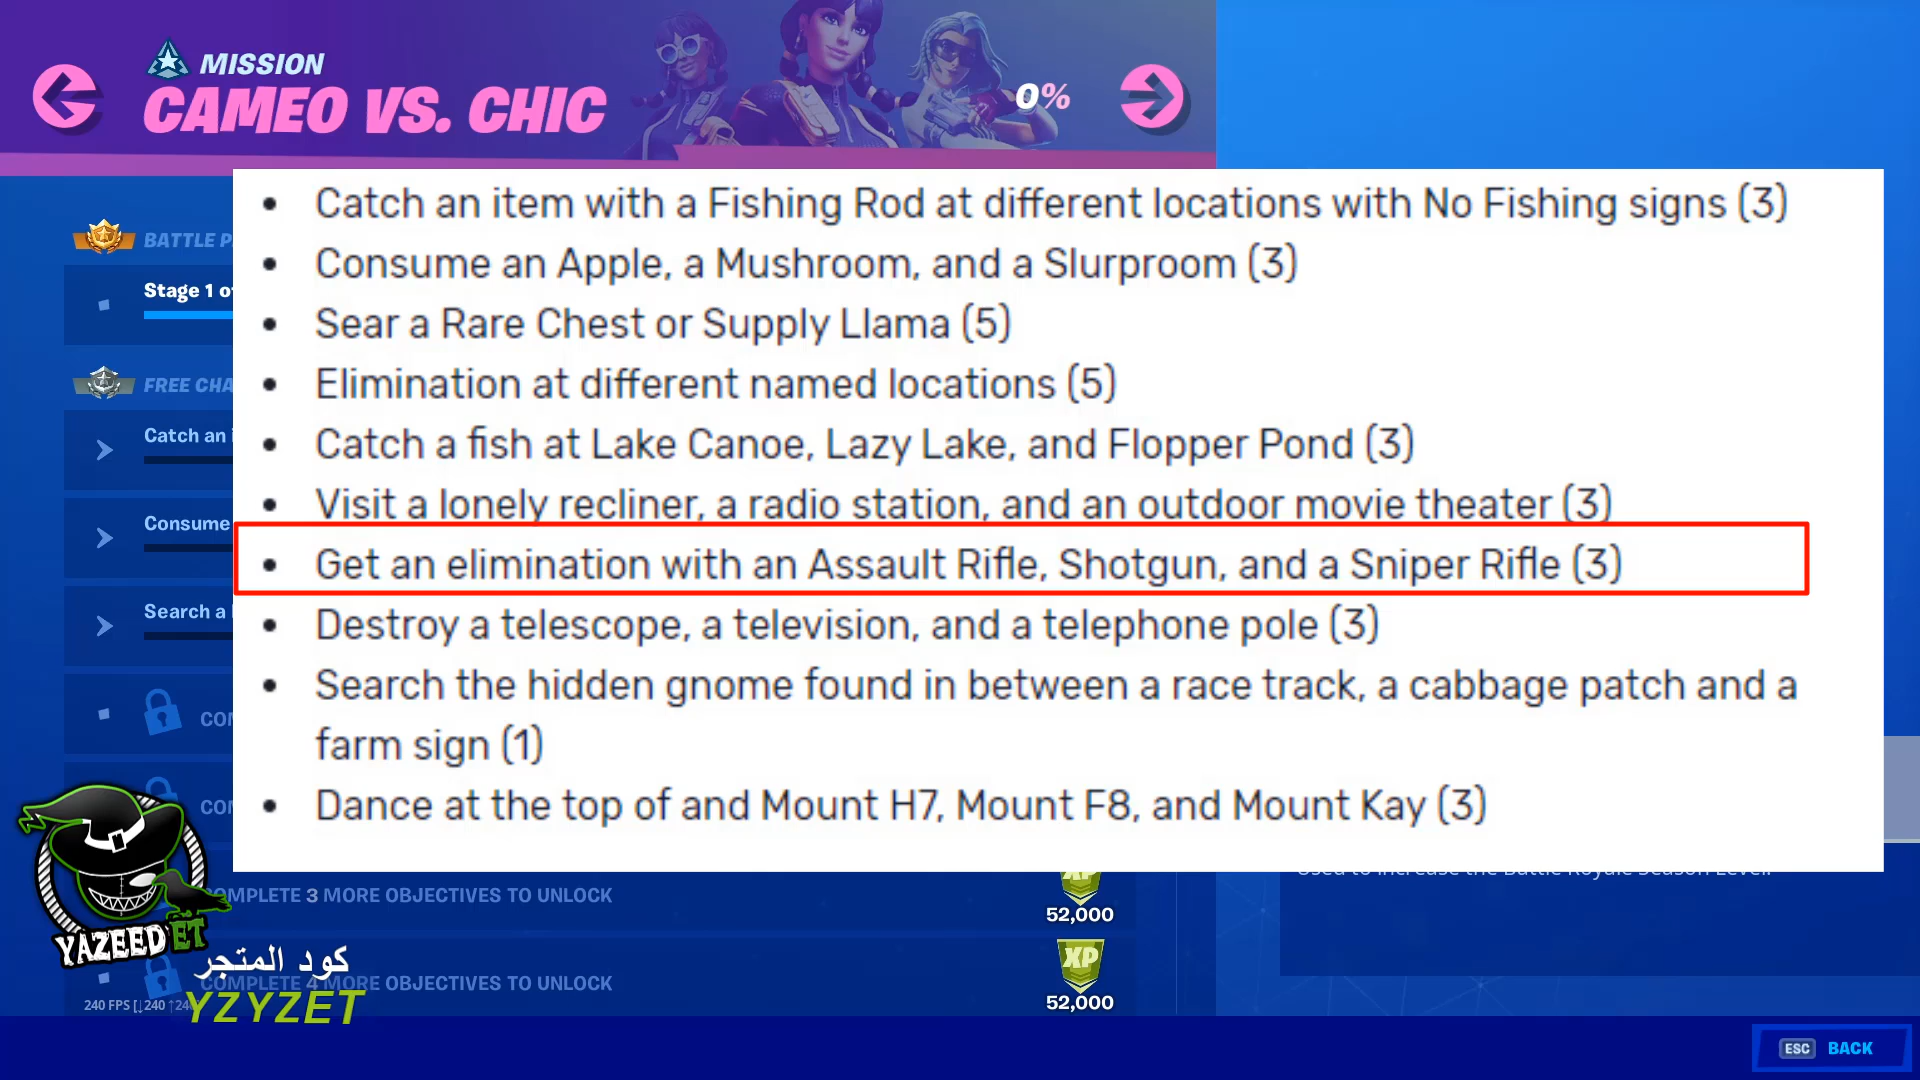 MISSION
CAMEO VS. CHIC
0%
BATTLE P
Stage 1 o
FREE CHA
Catch an
Consume
Search a
• Catch an item with a Fishing Rod at different locations with No Fishing signs (3)
• Consume an Apple, a Mushroom, and a Slurproom (3)
• Sear a Rare Chest or Supply Llama (5)
• Elimination at different named locations (5)
• Catch a fish at Lake Canoe, Lazy Lake, and Flopper Pond (3)
• Visit a lonely recliner, a radio station, and an outdoor movie theater (3)
• Get an elimination with an Assault Rifle, Shotgun, and a Sniper Rifle (3)
• Destroy a telescope, a television, and a telephone pole (3)
• Search the hidden gnome found in between a race track, a cabbage patch and a
farm sign (1)
• Dance at the top of and Mount H7, Mount F8, and Mount Kay (3)
COMPLETE 3 MORE OBJECTIVES TO UNLOCK
XP
52,000
COMPLETE 4 MORE OBJECTIVES TO UNLOCK
XP
52,000
YAZEED ET
كود المتجر
YZYZET
240 FPS
ESC BACK